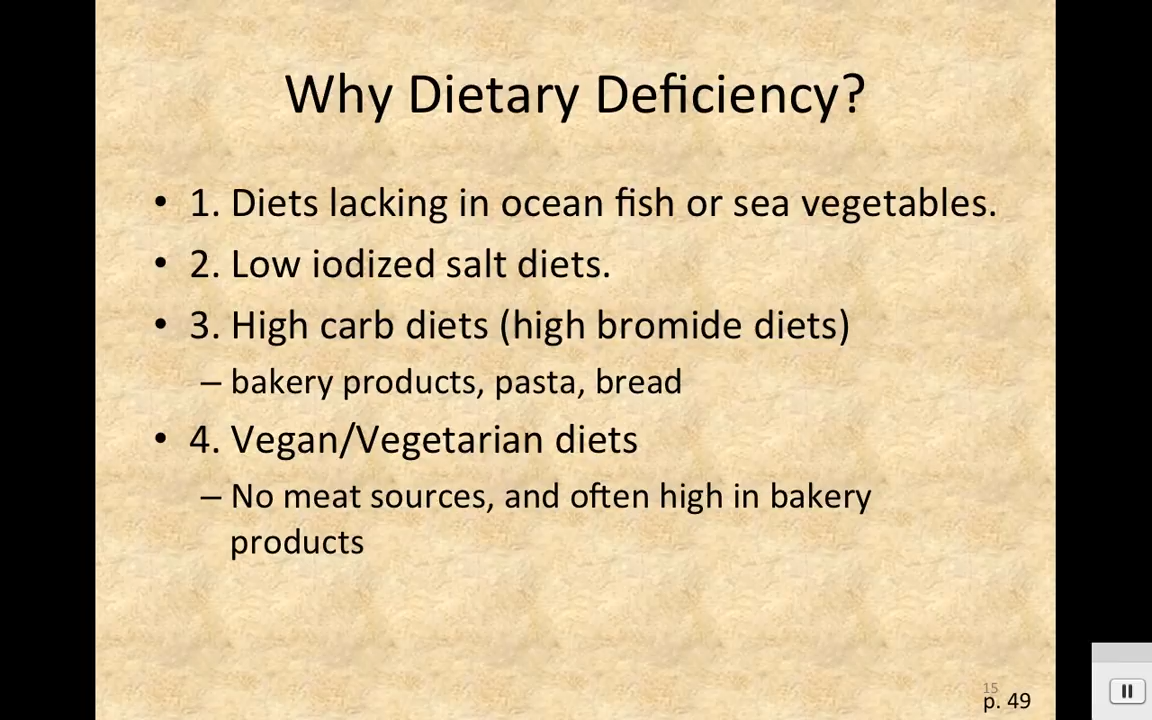 Why Dietary Deficiency?
• 1. Diets lacking in ocean fish or sea vegetables.
• 2. Low iodized salt diets.
• 3. High carb diets (high bromide diets)
– bakery products, pasta, bread
• 4. Vegan/Vegetarian diets
– No meat sources, and often high in bakery
products
15
p. 49